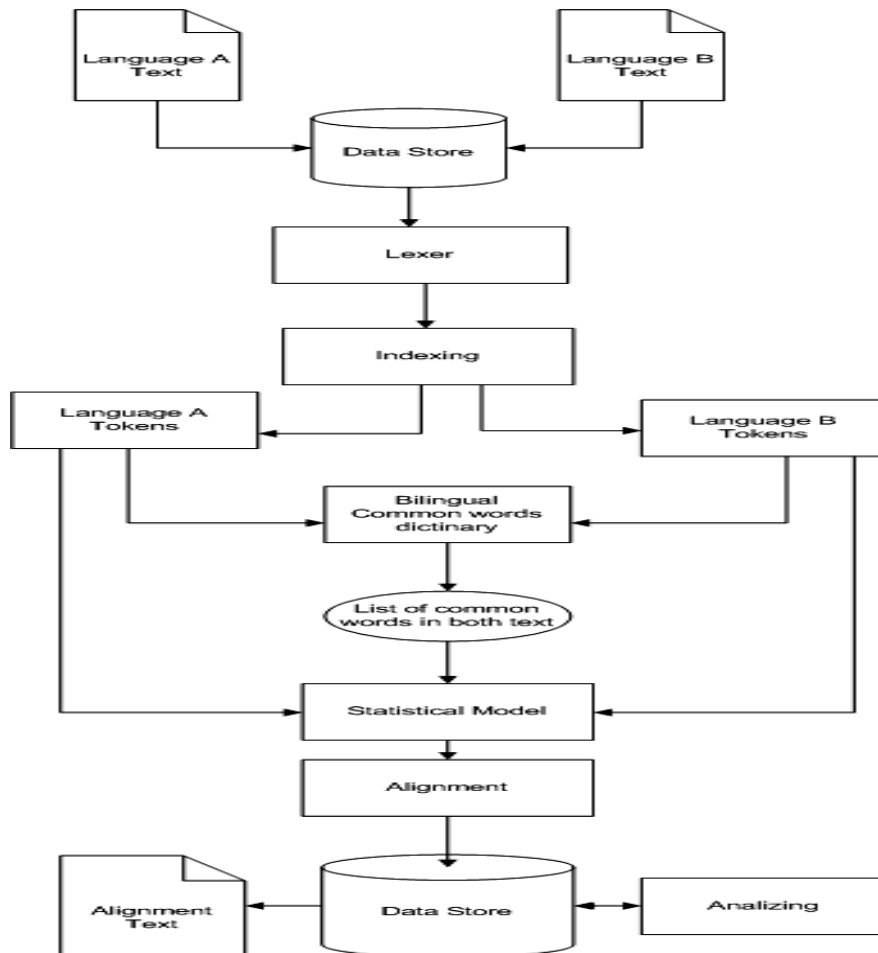 Language A
Text
Language B
Text
Data Store
Lexer
Indexing
Language A
Tokens
Language B
Tokens
Bilingual
Common words
dictinary
List of common
words in both text
Statistical Model
Alignment
Alignment
Text
Data Store
Analizing